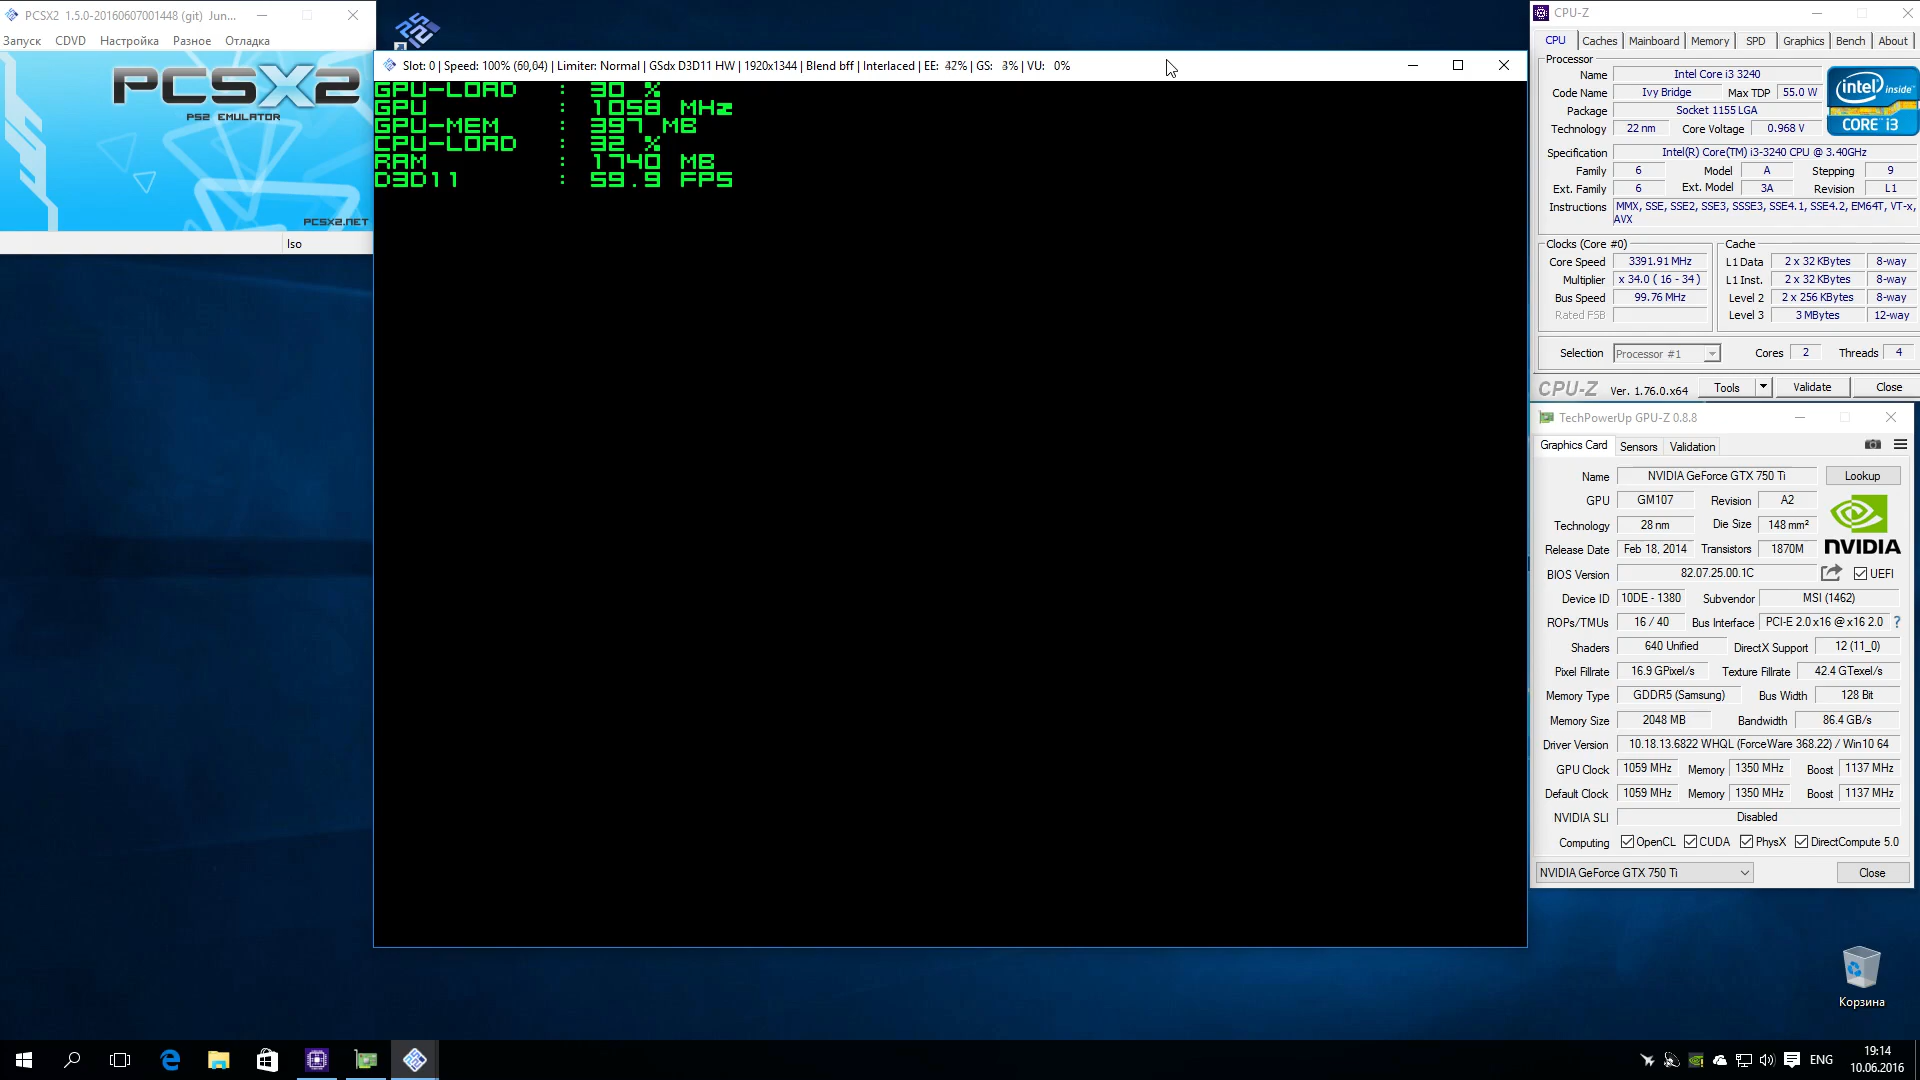 PCSX2 1.5.0-20160607001448 (git) Jun...
Запуск CDVD Настройка Разное Отладка
PCSX2
PS2 EMULATOR
PCSX2.NET
Iso
Slot: 0 | Speed: 100% (60,04) | Limiter: Normal | GSdx D3D11 HW | 1920x1344 | Blend bff | Interlaced | EE: 42% | GS: 3% | VU: 0%
GPU-LOAD : 30 %
GPU : 1058 MHz
GPU-MEM : 397 MB
CPU-LOAD : 32 %
RAM : 1740 MB
D3D11 : 59.9 FPS
CPU-Z
CPU Caches Mainboard Memory SPD Graphics Bench About
Processor
Name Intel Core i3 3240
Code Name Ivy Bridge Max TDP 55.0 W
Package Socket 1155 LGA
Technology 22 nm Core Voltage 0.968 V
intel inside
CORE i3
Specification Intel(R) Core(TM) i3-3240 CPU @ 3.40GHz
Family 6 Model A Stepping 9
Ext. Family 6 Ext. Model 3A Revision L1
Instructions MMX, SSE, SSE2, SSE3, SSSE3, SSE4.1, SSE4.2, EM64T, VT-x,
AVX
Clocks (Core #0)
Core Speed 3391.91 MHz
Multiplier x 34.0 ( 16 - 34 )
Bus Speed 99.76 MHz
Rated FSB
Cache
L1 Data 2 x 32 KBytes 8-way
L1 Inst. 2 x 32 KBytes 8-way
Level 2 2 x 256 KBytes 8-way
Level 3 3 MBytes 12-way
Selection Processor #1 Cores 2 Threads 4
CPU-Z Ver. 1.76.0.x64 Tools Validate Close
TechPowerUp GPU-Z 0.8.8
Graphics Card Sensors Validation
Name NVIDIA GeForce GTX 750 Ti Lookup
GPU GM107 Revision A2
Technology 28 nm Die Size 148 mm²
Release Date Feb 18, 2014 Transistors 1870M
NVIDIA
BIOS Version 82.07.25.00.1C UEFI
Device ID 10DE - 1380 Subvendor MSI (1462)
ROPs/TMUs 16 / 40 Bus Interface PCI-E 2.0 x16 @ x16 2.0 ?
Shaders 640 Unified DirectX Support 12 (11_0)
Pixel Fillrate 16.9 GPixel/s Texture Fillrate 42.4 GTexel/s
Memory Type GDDR5 (Samsung) Bus Width 128 Bit
Memory Size 2048 MB Bandwidth 86.4 GB/s
Driver Version 10.18.13.6822 WHQL (ForceWare 368.22) / Win10 64
GPU Clock 1059 MHz Memory 1350 MHz Boost 1137 MHz
Default Clock 1059 MHz Memory 1350 MHz Boost 1137 MHz
NVIDIA SLI Disabled
Computing OpenCL CUDA PhysX DirectCompute 5.0
NVIDIA GeForce GTX 750 Ti Close
Корзина
ENG
19:14
10.06.2016